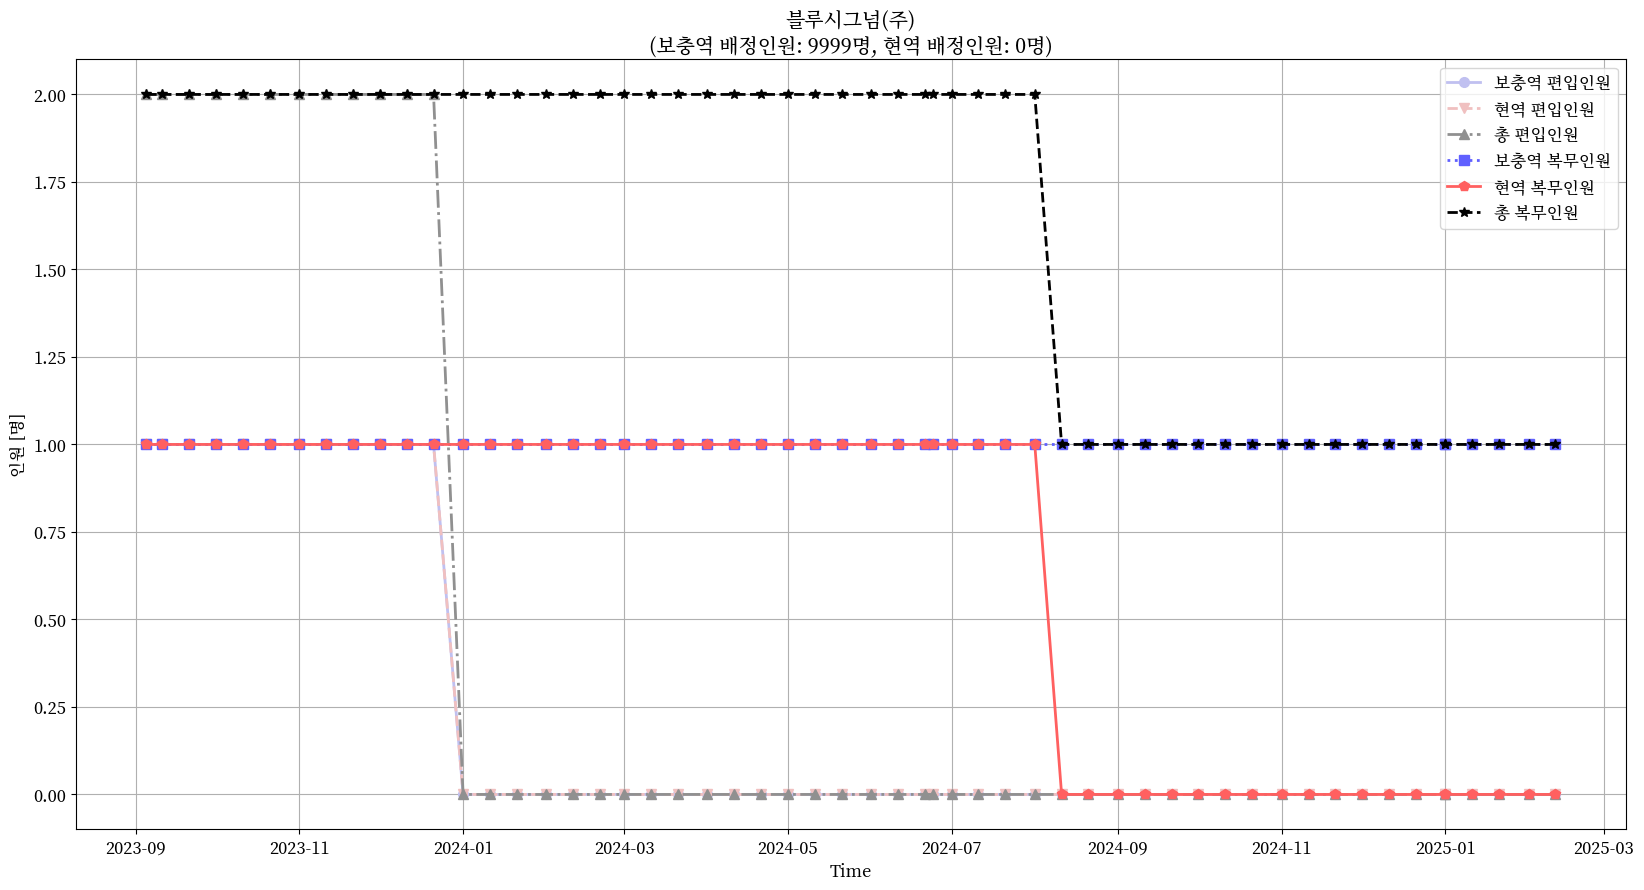 블루시그넘(주)
(보충역 배정인원: 9999명, 현역 배정인원: 0명)
보충역 편입인원
현역 편입인원
총 편입인원
보충역 복무인원
현역 복무인원
총 복무인원
인원 [명]
2.00
1.75
1.50
1.25
1.00
0.75
0.50
0.25
0.00
2023-09
2023-11
2024-01
2024-03
2024-05
2024-07
2024-09
2024-11
2025-01
2025-03
Time